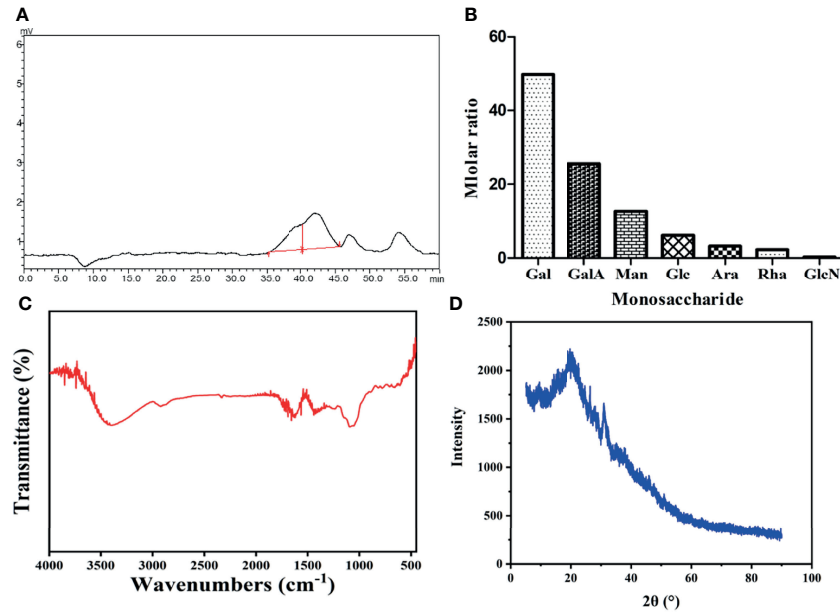 A
mV
6
5
4
3
2
1
0.0 5.0 10.0 15.0 20.0 25.0 30.0 35.0 40.0 45.0 50.0 55.0 min
B
Mlolar ratio
60
40
20
0
Gal GalA Man Glc Ara Rha GlcN
Monosaccharide
C
Transmittance (%)
4000 3000 2000 1500 1000 500
Wavenumbers (cm⁻¹)
D
Intensity
2500
2000
1750
1500
1000
500
250
0 20 40 60 80 100
2θ (°)